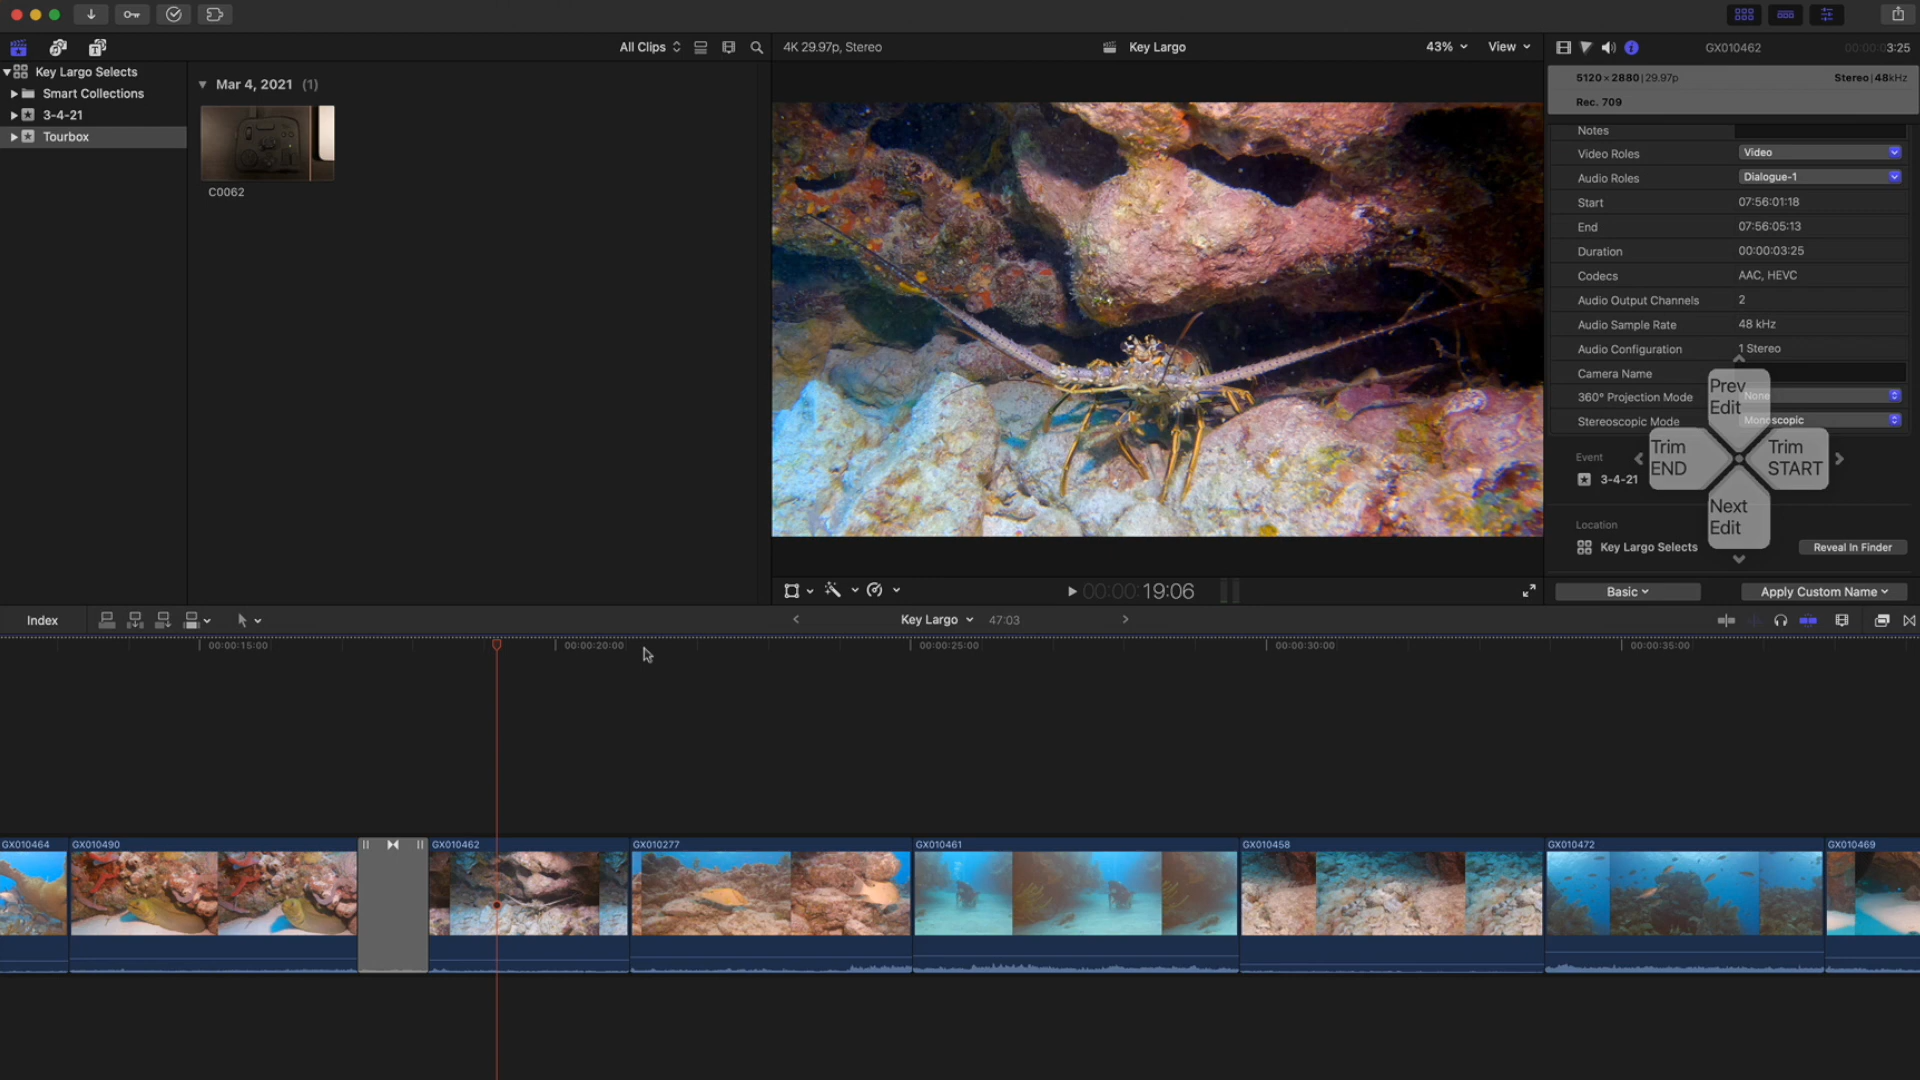 All Clips
4K 29.97p, Stereo
Key Largo
43%
View
GX010462
00:00:03:25
Key Largo Selects
Smart Collections
3-4-21
Tourbox
Mar 4, 2021 (1)
C0062
5120 × 2880 | 29.97p
Stereo | 48kHz
Rec. 709
Notes
Video Roles
Video
Audio Roles
Dialogue-1
Start
07:56:01:18
End
07:56:05:13
Duration
00:00:03:25
Codecs
AAC, HEVC
Audio Output Channels
2
Audio Sample Rate
48 kHz
Audio Configuration
1 Stereo
Camera Name
360° Projection Mode
None
Stereoscopic Mode
Monoscopic
Prev
Edit
Trim
END
Trim
START
Next
Edit
Event
3-4-21
Location
Key Largo Selects
Reveal In Finder
00:00:19:06
Basic
Apply Custom Name
Index
Key Largo
47:03
00:00:15:00
00:00:20:00
00:00:25:00
00:00:30:00
00:00:35:00
GX010464
GX010490
GX010462
GX010277
GX010461
GX010458
GX010472
GX010469